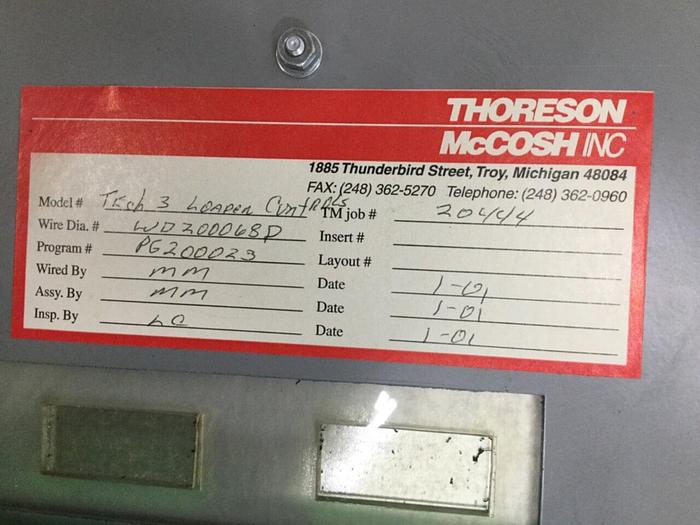 THORESON
McCOSH INC
1885 Thunderbird Street, Troy, Michigan 48084
FAX: (248) 362-5270 Telephone: (248) 362-0960
Model # TECH 3 LOADER CONTROLS TM job # 20444
Wire Dia. # WD200068D Insert #
Program # PG200023 Layout #
Wired By MM Date 1-01
Assy. By MM Date 1-01
Insp. By Date 1-01